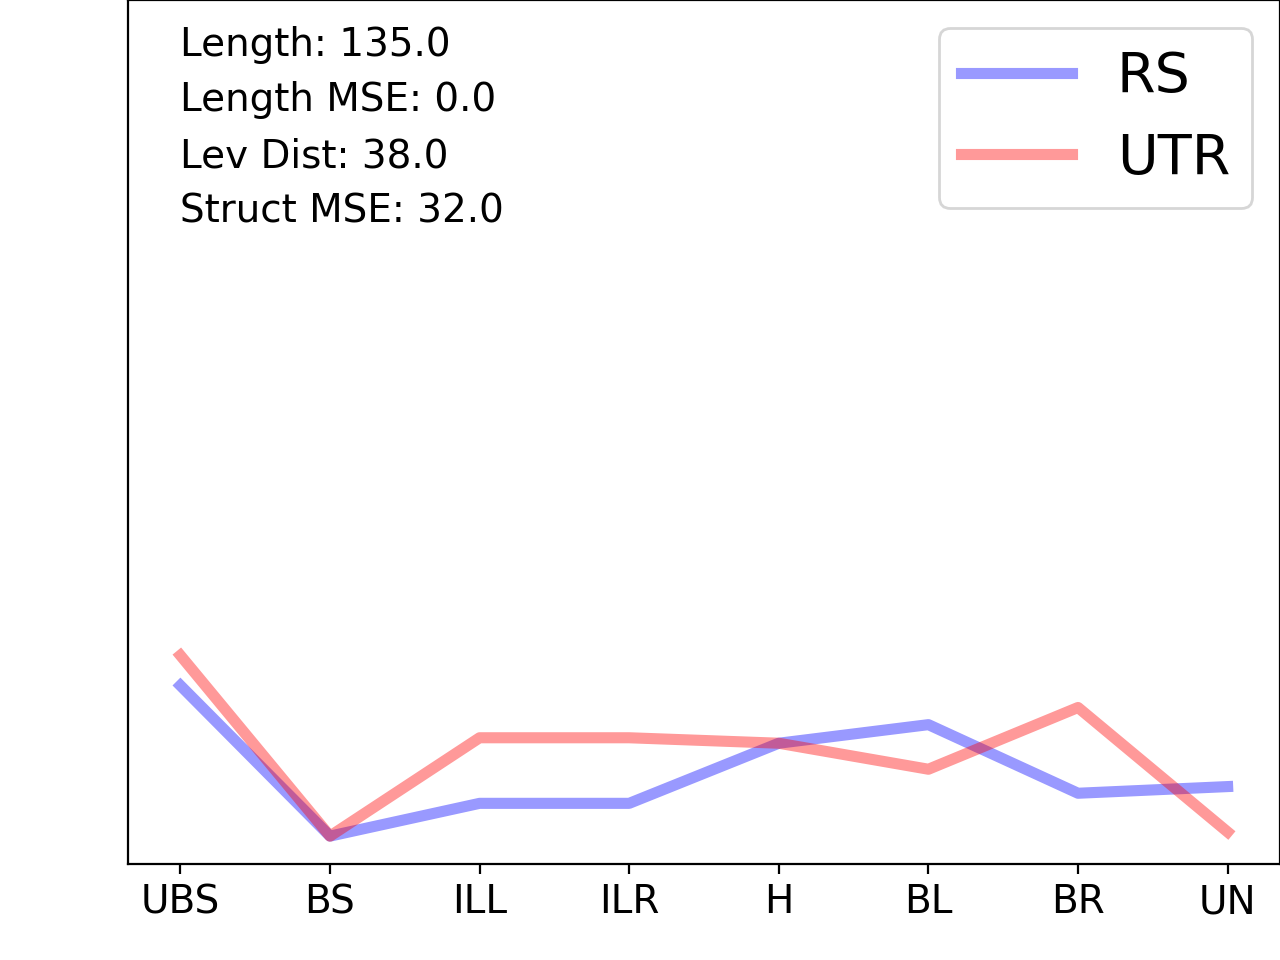 Length: 135.0
Length MSE: 0.0
Lev Dist: 38.0
Struct MSE: 32.0
RS
UTR
UBS BS ILL ILR H BL BR UN